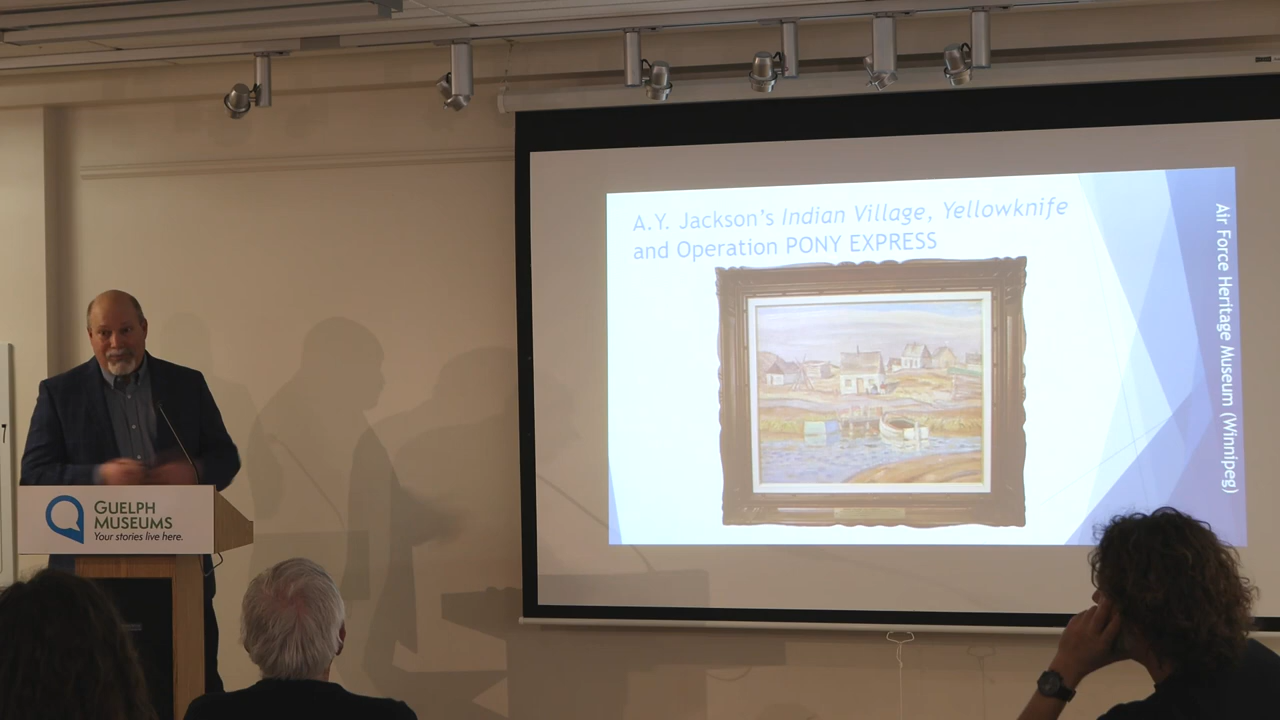 A.Y. Jackson's Indian Village, Yellowknife
and Operation PONY EXPRESS
Air Force Heritage Museum (Winnipeg)
GUELPH
MUSEUMS
Your stories live here.